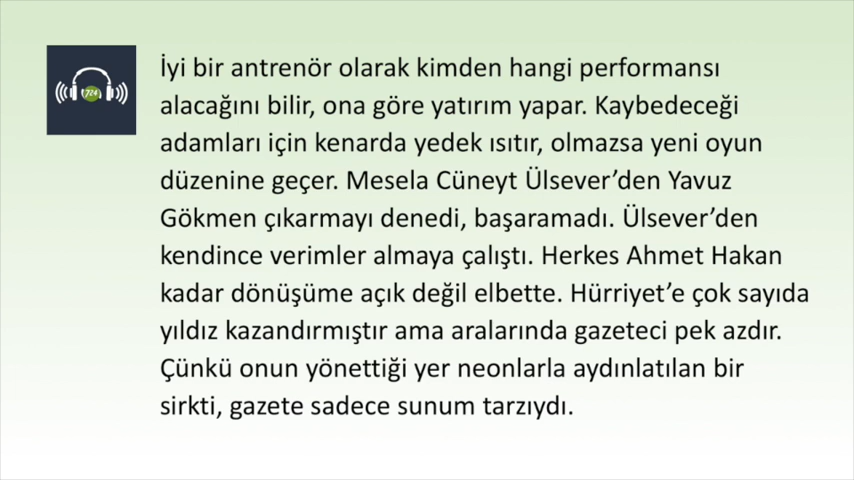 724
İyi bir antrenör olarak kimden hangi performansı
alacağını bilir, ona göre yatırım yapar. Kaybedeceği
adamları için kenarda yedek ısıtır, olmazsa yeni oyun
düzenine geçer. Mesela Cüneyt Ülsever’den Yavuz
Gökmen çıkarmayı denedi, başaramadı. Ülsever’den
kendince verimler almaya çalıştı. Herkes Ahmet Hakan
kadar dönüşüme açık değil elbette. Hürriyet’e çok sayıda
yıldız kazandırmıştır ama aralarında gazeteci pek azdır.
Çünkü onun yönettiği yer neonlarla aydınlatılan bir
sirkti, gazete sadece sunum tarzıydı.